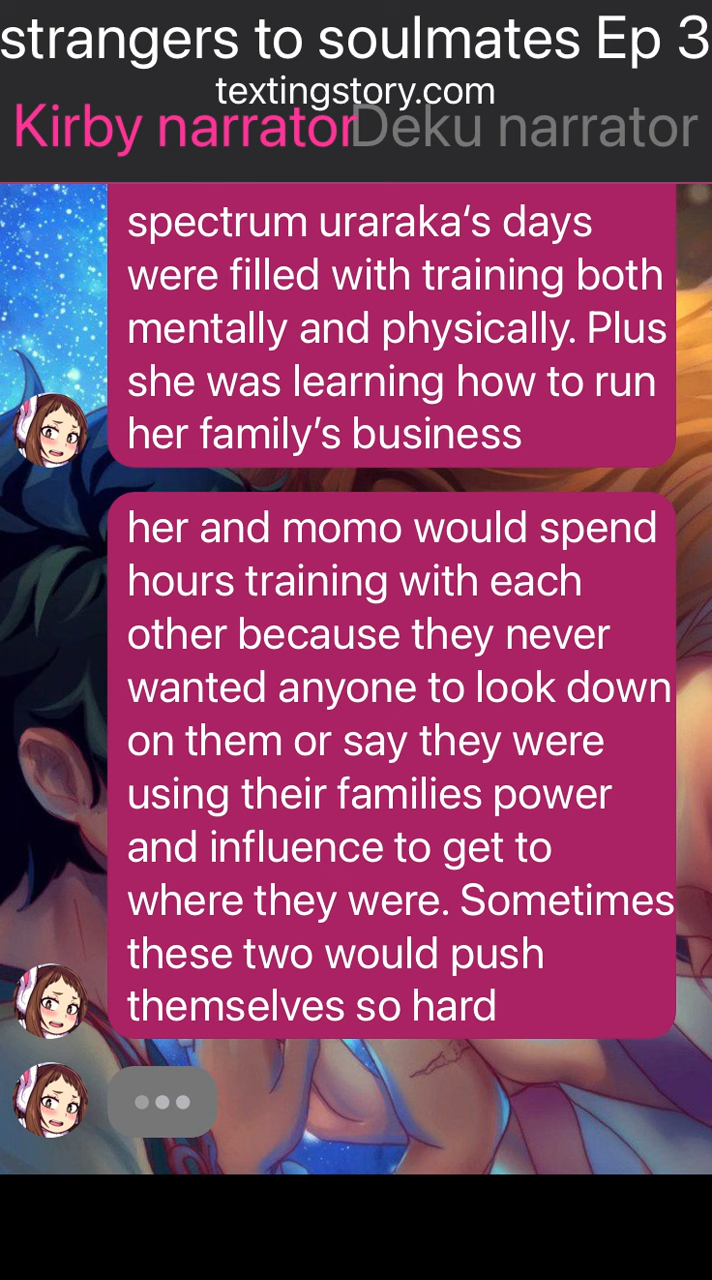 strangers to soulmates Ep 3
textingstory.com
Kirby narrator Deku narrator
spectrum uraraka‘s days
were filled with training both
mentally and physically. Plus
she was learning how to run
her family’s business
her and momo would spend
hours training with each
other because they never
wanted anyone to look down
on them or say they were
using their families power
and influence to get to
where they were. Sometimes
these two would push
themselves so hard